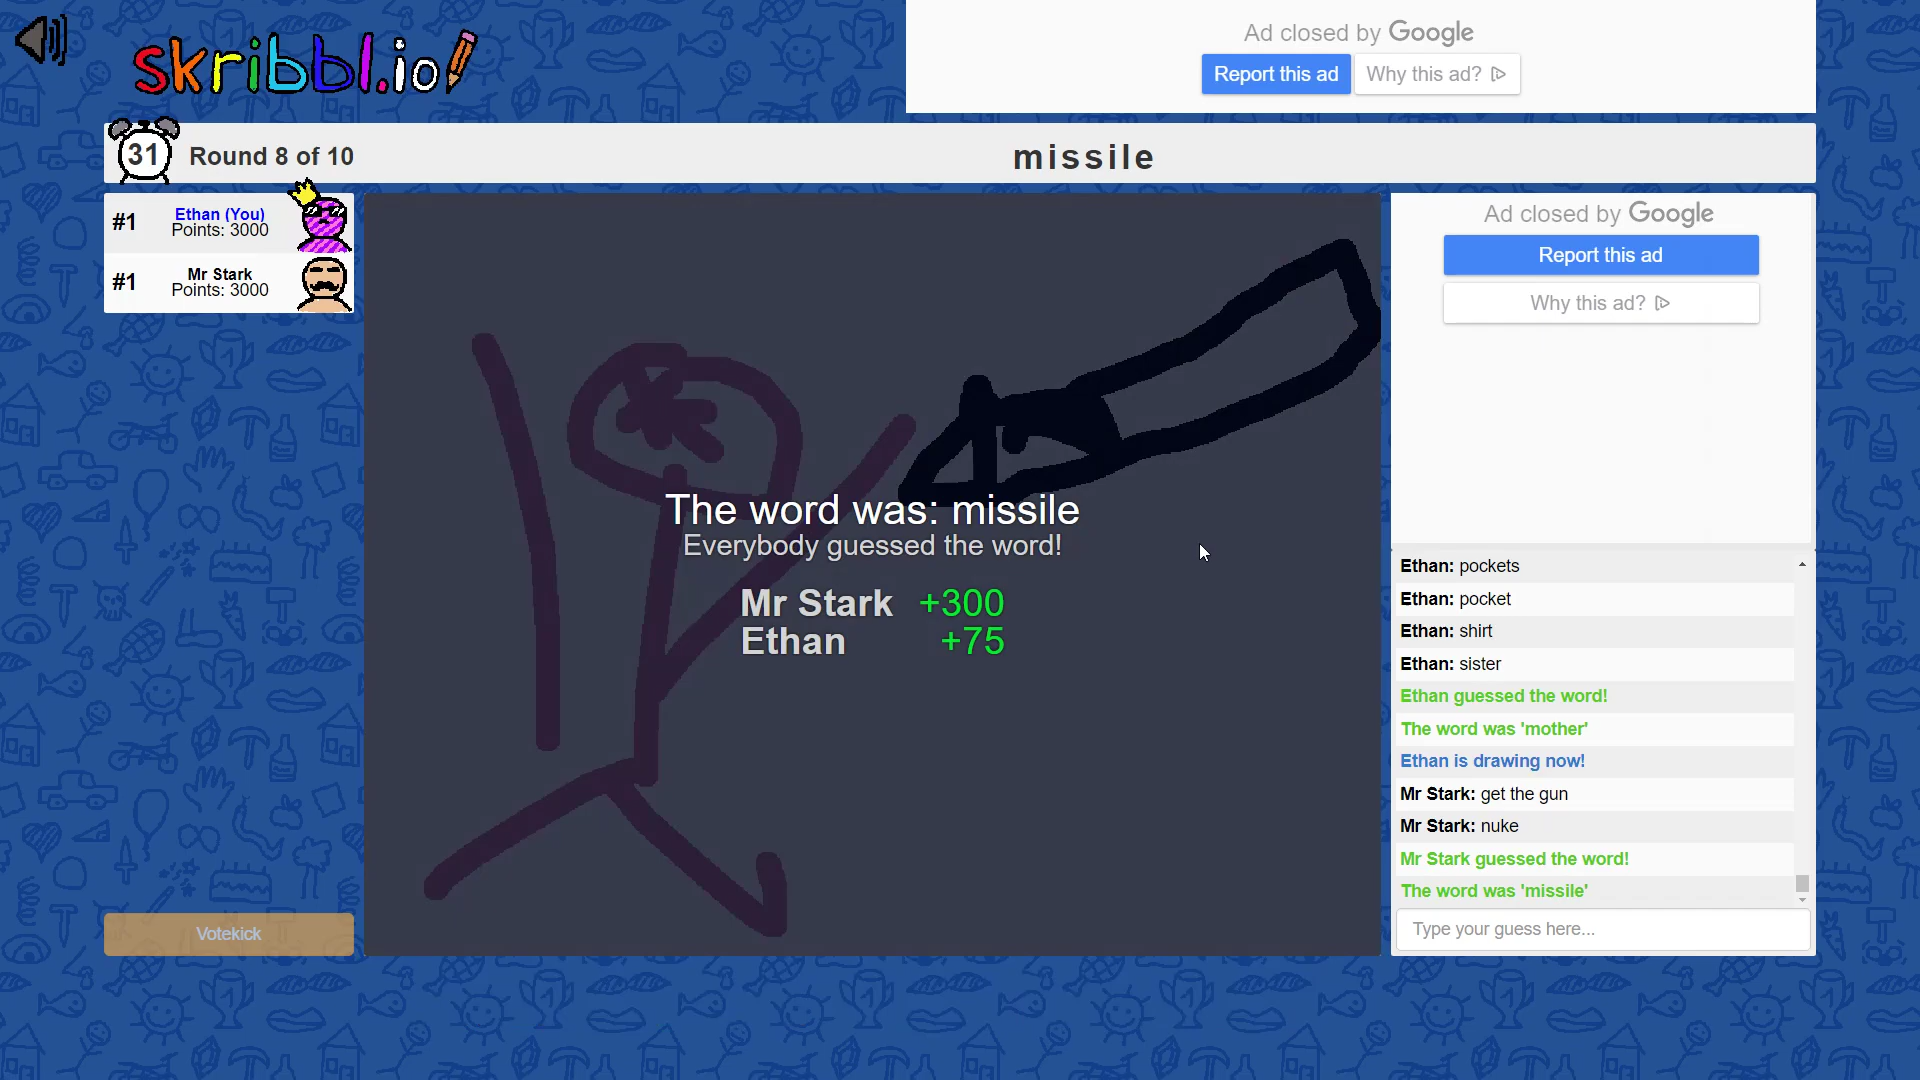 skribbl.io
Ad closed by Google
Report this ad
Why this ad?
31
Round 8 of 10
missile
#1
Ethan (You)
Points: 3000
#1
Mr Stark
Points: 3000
Votekick
The word was: missile
Everybody guessed the word!
Mr Stark +300
Ethan +75
Ad closed by Google
Report this ad
Why this ad?
Ethan: pockets
Ethan: pocket
Ethan: shirt
Ethan: sister
Ethan guessed the word!
The word was 'mother'
Ethan is drawing now!
Mr Stark: get the gun
Mr Stark: nuke
Mr Stark guessed the word!
The word was 'missile'
Type your guess here...